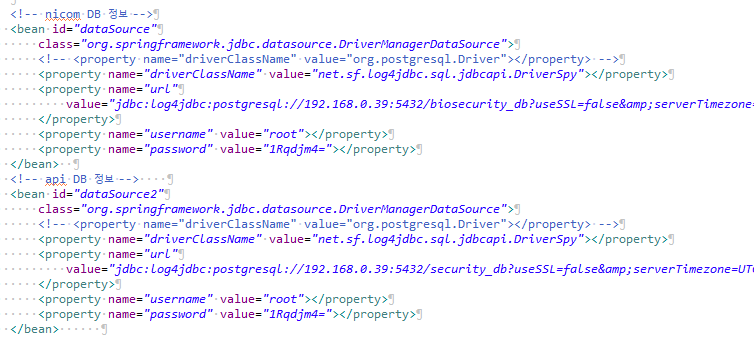 <!-- nicom DB 정보 -->
<bean id="dataSource"
class="org.springframework.jdbc.datasource.DriverManagerDataSource">
<!-- <property name="driverClassName" value="org.postgresql.Driver"></property> -->
<property name="driverClassName" value="net.sf.log4jdbc.sql.jdbcapi.DriverSpy"></property>
<property name="url"
value="jdbc:log4jdbc:postgresql://192.168.0.39:5432/biosecurity_db?useSSL=false&amp;serverTimezone=
</property>
<property name="username" value="root"></property>
<property name="password" value="1Rqdjm4="></property>
</bean>
<!-- api DB 정보 -->
<bean id="dataSource2"
class="org.springframework.jdbc.datasource.DriverManagerDataSource">
<!-- <property name="driverClassName" value="org.postgresql.Driver"></property> -->
<property name="driverClassName" value="net.sf.log4jdbc.sql.jdbcapi.DriverSpy"></property>
<property name="url"
value="jdbc:log4jdbc:postgresql://192.168.0.39:5432/security_db?useSSL=false&amp;serverTimezone=UTC
</property>
<property name="username" value="root"></property>
<property name="password" value="1Rqdjm4="></property>
</bean>